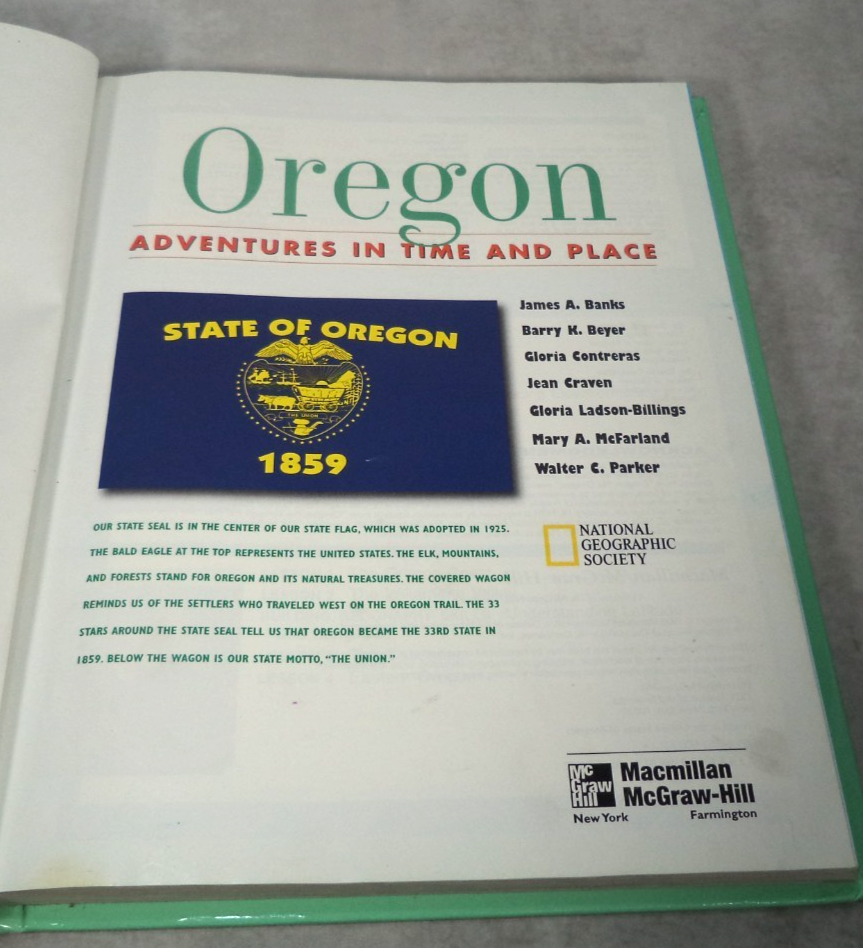 Oregon
ADVENTURES IN TIME AND PLACE
STATE OF OREGON
THE UNION
1859
James A. Banks
Barry K. Beyer
Gloria Contreras
Jean Craven
Gloria Ladson-Billings
Mary A. McFarland
Walter C. Parker
OUR STATE SEAL IS IN THE CENTER OF OUR STATE FLAG, WHICH WAS ADOPTED IN 1925.
THE BALD EAGLE AT THE TOP REPRESENTS THE UNITED STATES. THE ELK, MOUNTAINS,
AND FORESTS STAND FOR OREGON AND ITS NATURAL TREASURES. THE COVERED WAGON
REMINDS US OF THE SETTLERS WHO TRAVELED WEST ON THE OREGON TRAIL. THE 33
STARS AROUND THE STATE SEAL TELL US THAT OREGON BECAME THE 33RD STATE IN
1859. BELOW THE WAGON IS OUR STATE MOTTO, “THE UNION.”
NATIONAL
GEOGRAPHIC
SOCIETY
Mc
Graw
Hill
Macmillan
McGraw-Hill
New York Farmington